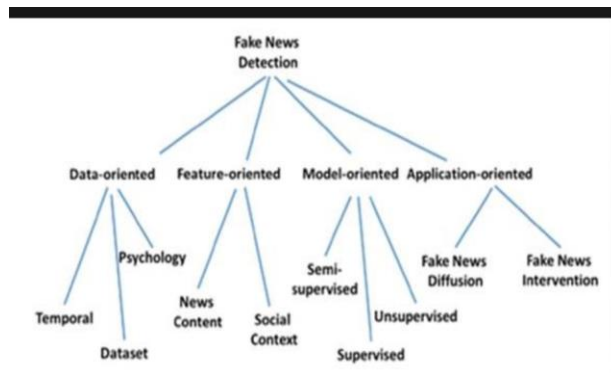 Fake News
Detection
Data-oriented
Feature-oriented
Model-oriented
Application-oriented
Psychology
Temporal
Dataset
News
Content
Social
Context
Semi-
supervised
Supervised
Unsupervised
Fake News
Diffusion
Fake News
Intervention